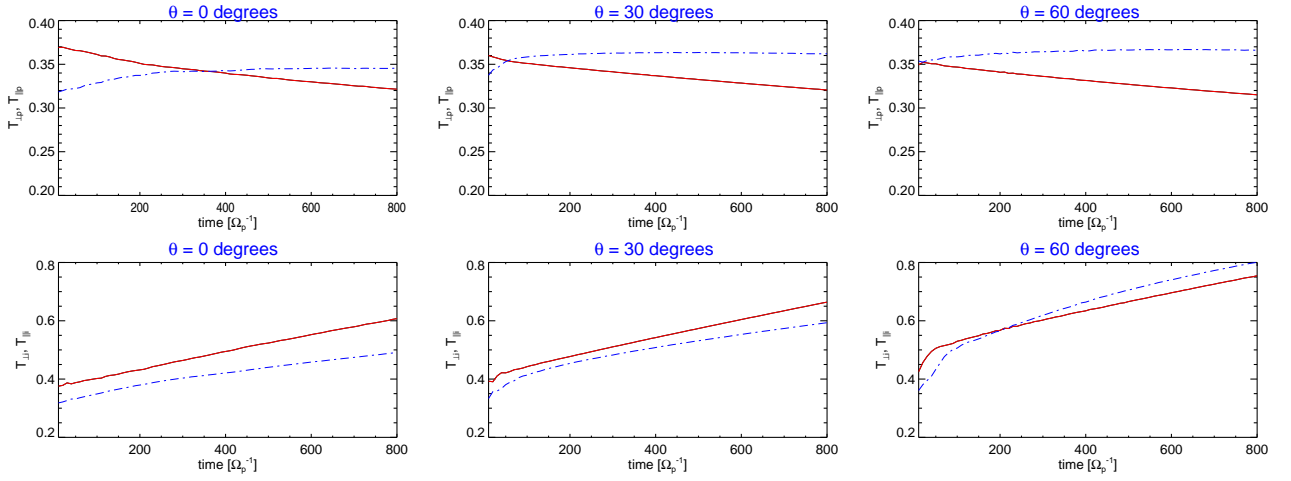 θ = 0 degrees
0.40
0.35
0.30
0.25
0.20
T⊥p, T∥p
200 400 600 800
time [Ωp⁻¹]
θ = 30 degrees
0.40
0.35
0.30
0.25
0.20
T⊥p, T∥p
200 400 600 800
time [Ωp⁻¹]
θ = 60 degrees
0.40
0.35
0.30
0.25
0.20
T⊥p, T∥p
200 400 600 800
time [Ωp⁻¹]
θ = 0 degrees
0.8
0.6
0.4
0.2
T⊥i, T∥i
200 400 600 800
time [Ωp⁻¹]
θ = 30 degrees
0.8
0.6
0.4
0.2
T⊥i, T∥i
200 400 600 800
time [Ωp⁻¹]
θ = 60 degrees
0.8
0.6
0.4
0.2
T⊥i, T∥i
200 400 600 800
time [Ωp⁻¹]